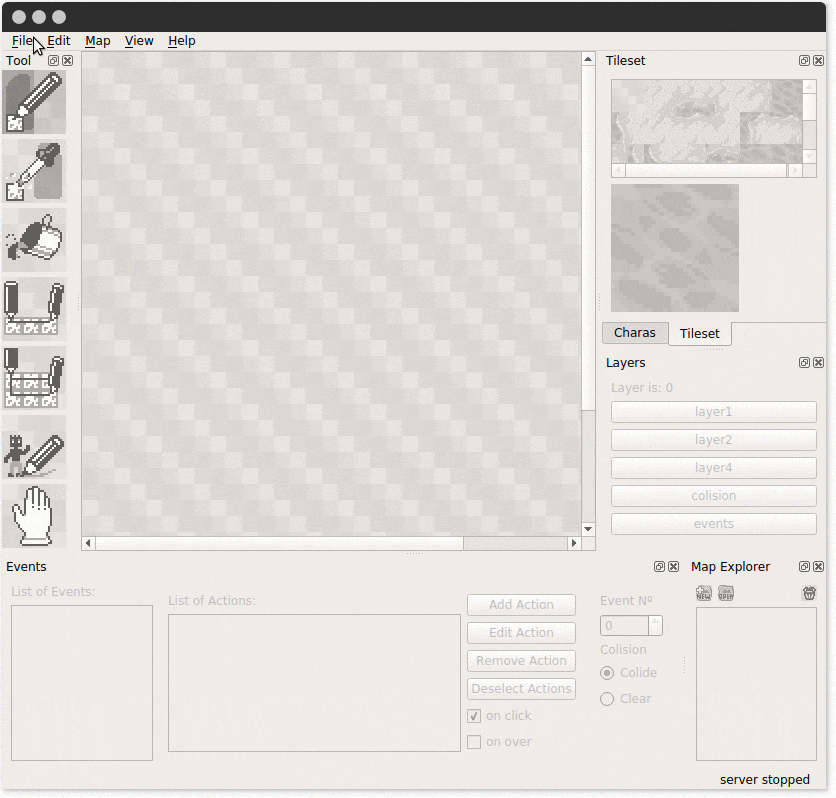 File Edit Map View Help
Tool
Tileset
Charas Tileset
Layers
Layer is: 0
layer1
layer2
layer4
colision
events
Events
List of Events:
List of Actions:
Add Action
Edit Action
Remove Action
Deselect Actions
on click
on over
Event Nº
0
Colision
Colide
Clear
Map Explorer
NEW OPEN
server stopped